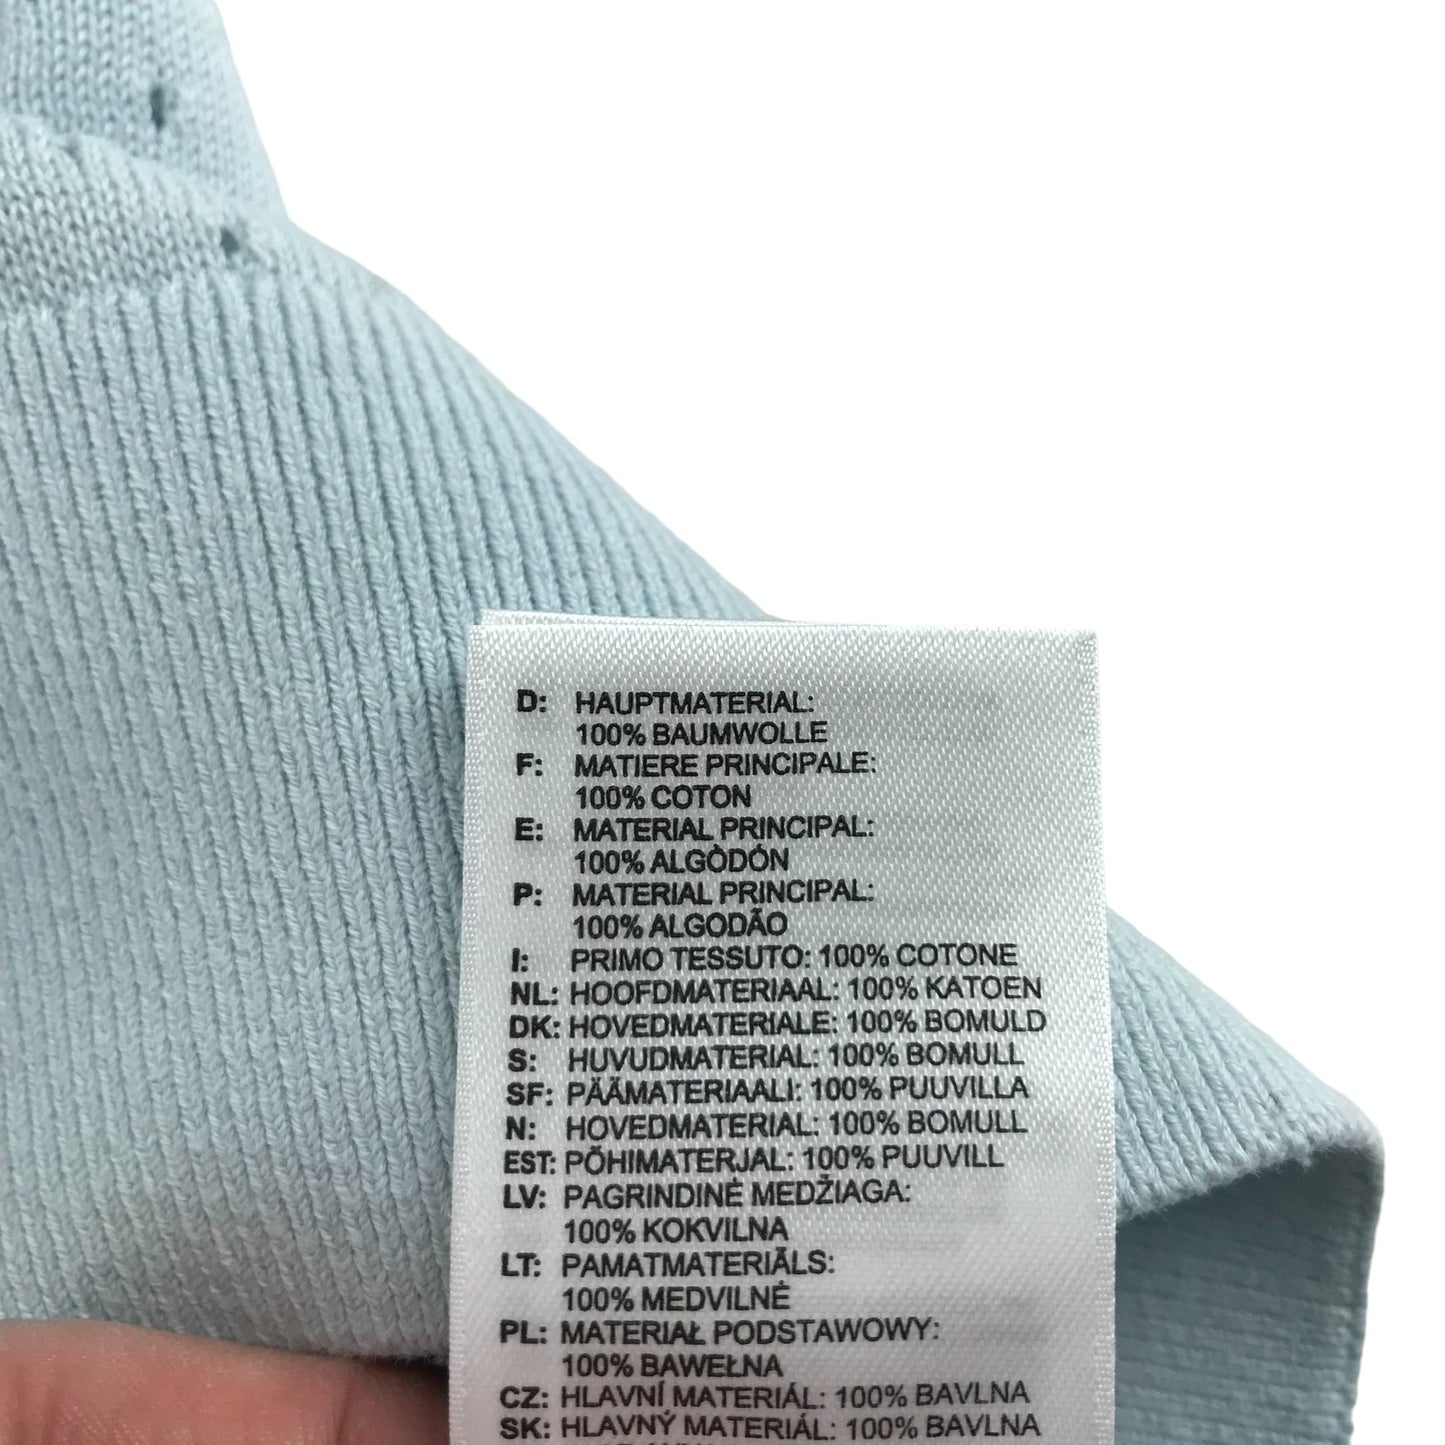 D: HAUPTMATERIAL:
100% BAUMWOLLE
F: MATIERE PRINCIPALE:
100% COTON
E: MATERIAL PRINCIPAL:
100% ALGÒDÓN
P: MATERIAL PRINCIPAL:
100% ALGODÃO
I: PRIMO TESSUTO: 100% COTONE
NL: HOOFDMATERIAAL: 100% KATOEN
DK: HOVEDMATERIALE: 100% BOMULD
S: HUVUDMATERIAL: 100% BOMULL
SF: PÄÄMATERIAALI: 100% PUUVILLA
N: HOVEDMATERIAL: 100% BOMULL
EST: PÕHIMATERJAL: 100% PUUVILL
LV: PAGRINDINĖ MEDŽIAGA:
100% KOKVILNA
LT: PAMATMATERIĀLS:
100% MEDVILNĖ
PL: MATERIAŁ PODSTAWOWY:
100% BAWEŁNA
CZ: HLAVNÍ MATERIÁL: 100% BAVLNA
SK: HLAVNÝ MATERIÁL: 100% BAVLNA